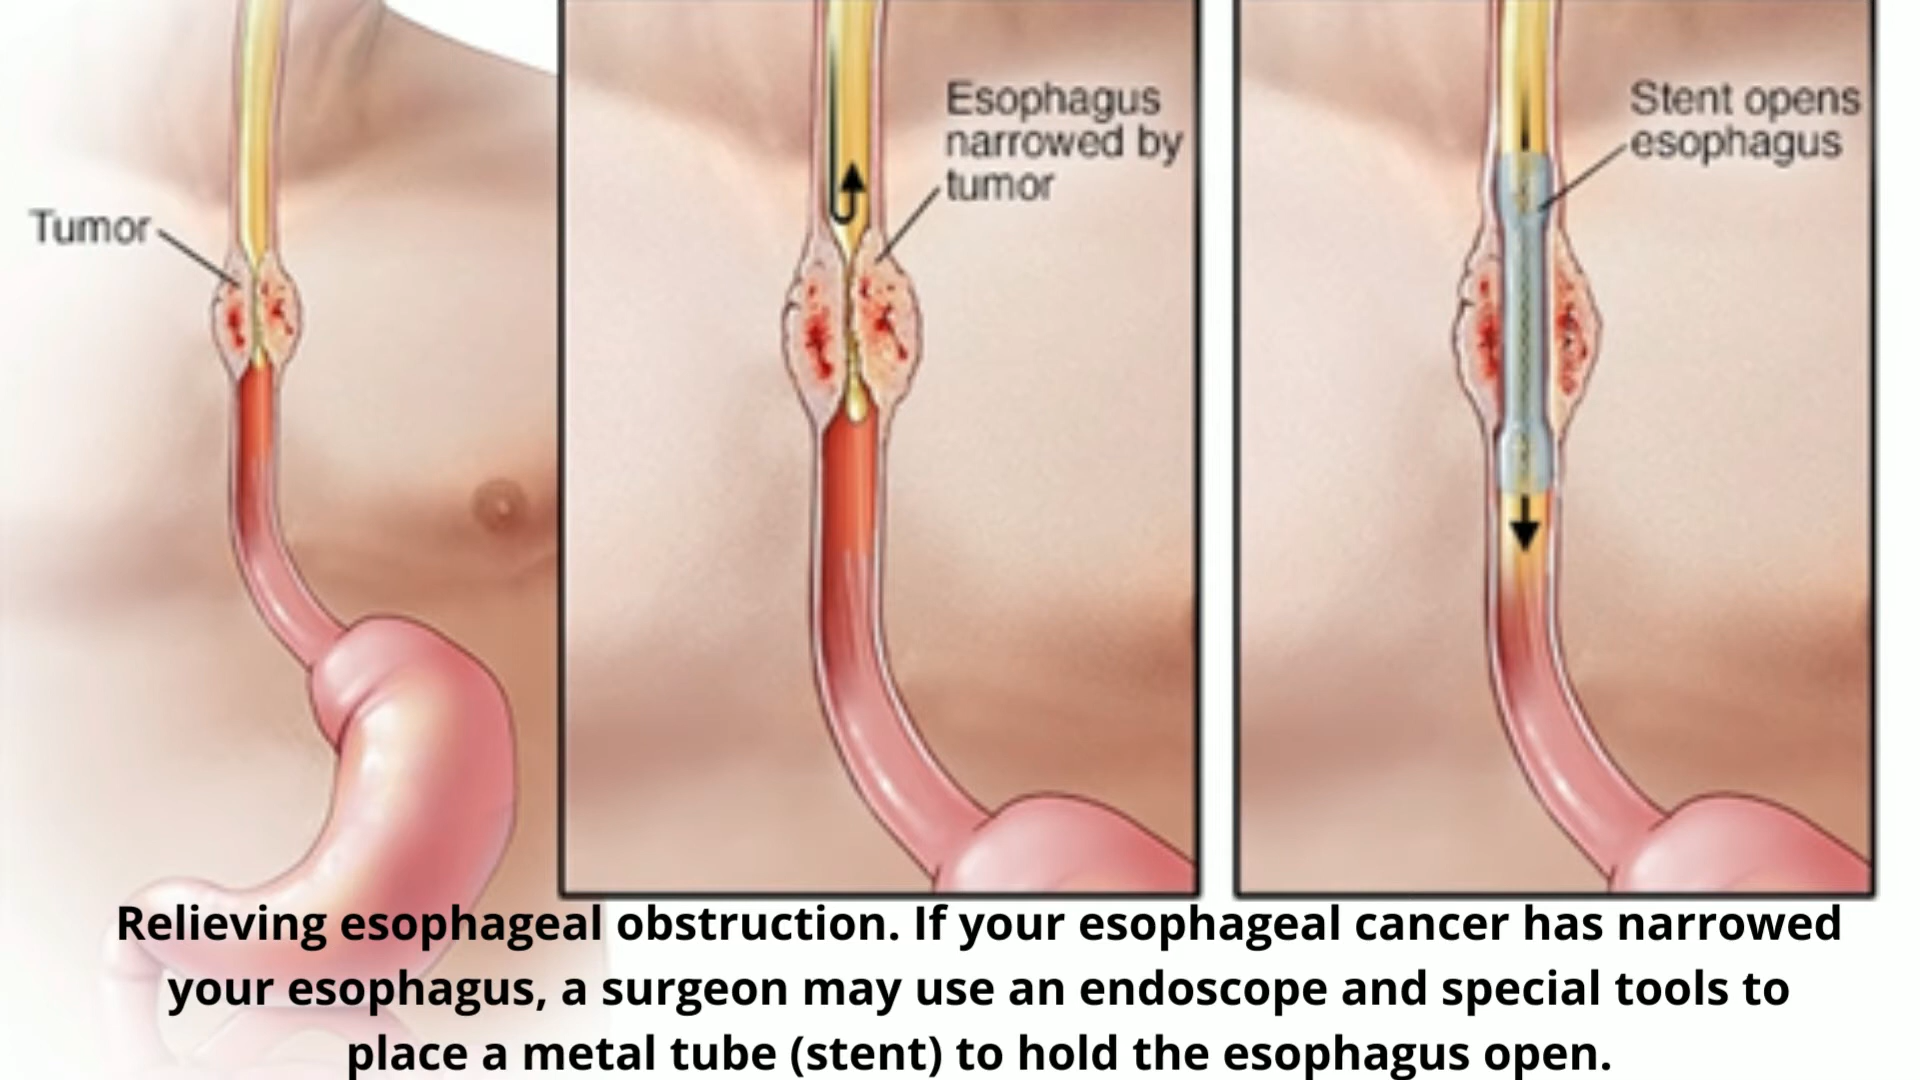 Tumor
Esophagus
narrowed by
tumor
Stent opens
esophagus
Relieving esophageal obstruction. If your esophageal cancer has narrowed
your esophagus, a surgeon may use an endoscope and special tools to
place a metal tube (stent) to hold the esophagus open.